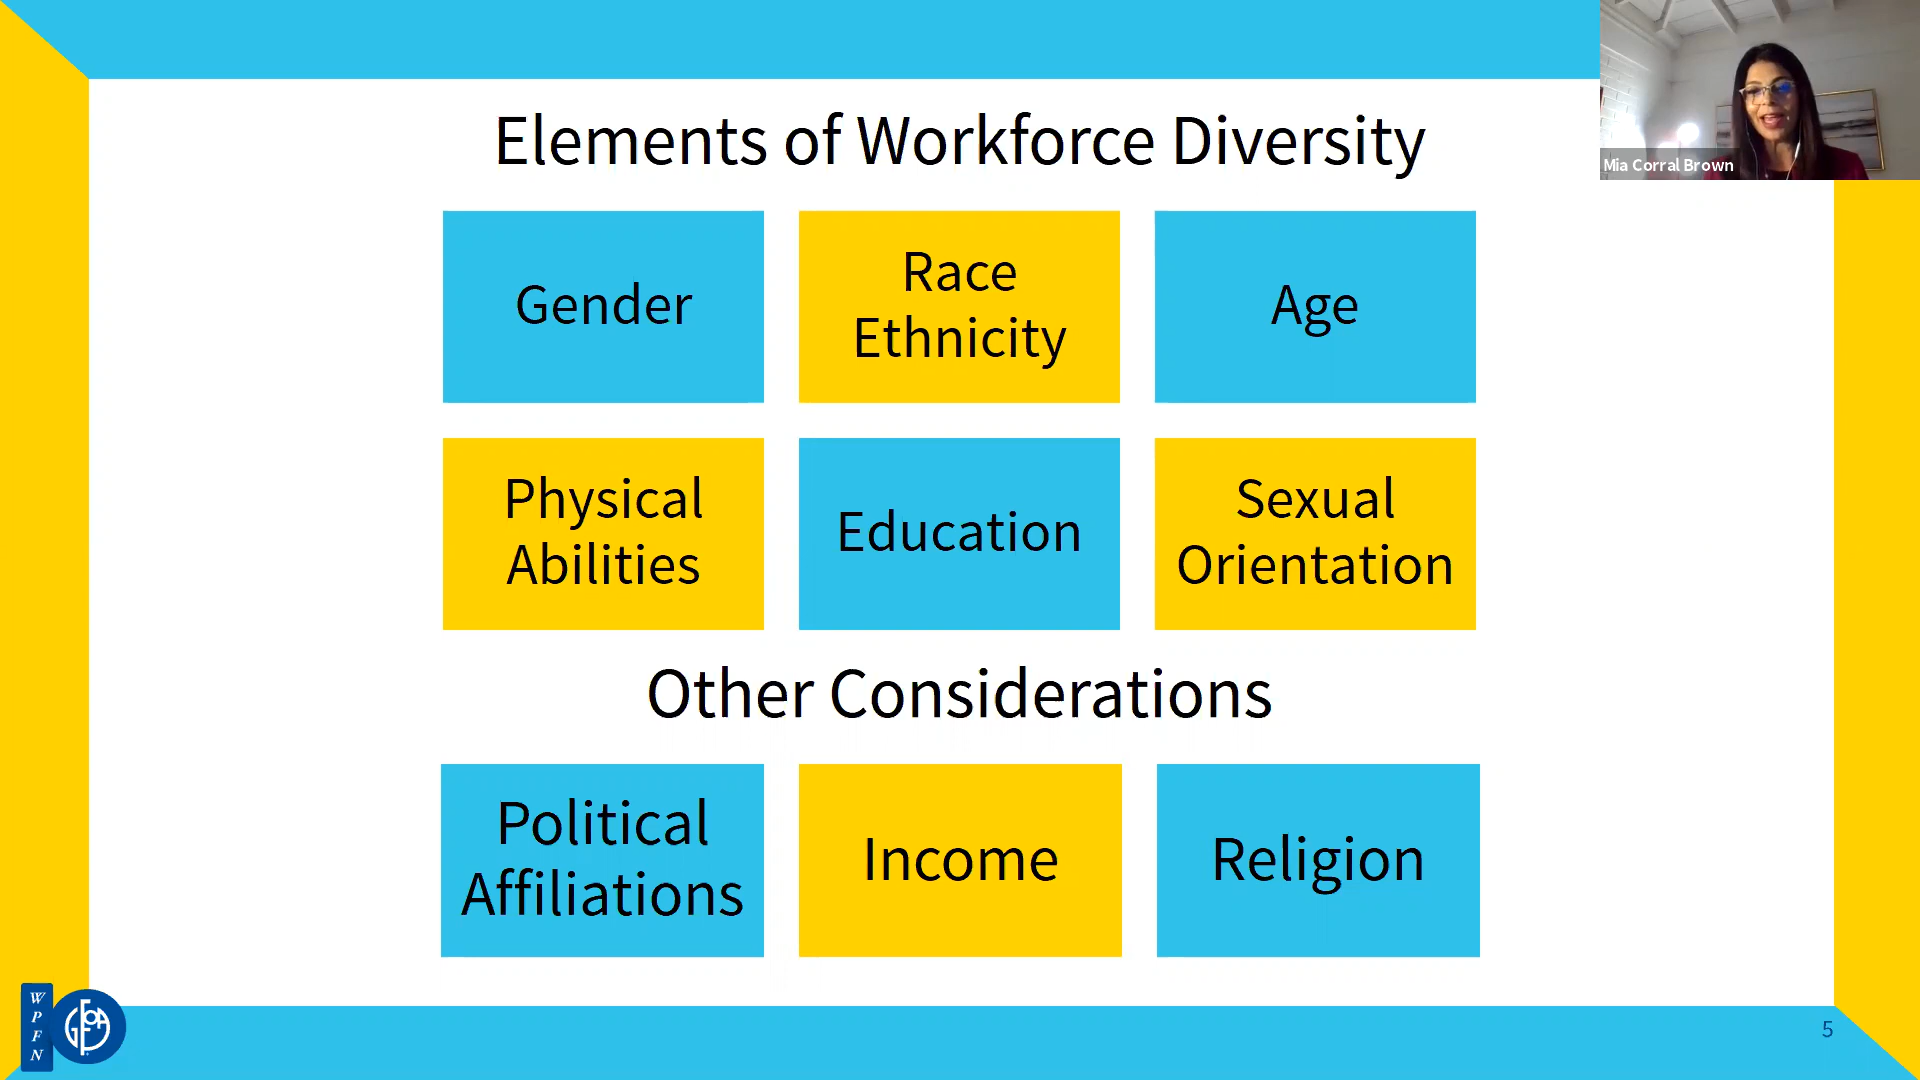 Elements of Workforce Diversity
Mia Corral Brown
Gender
Race
Ethnicity
Age
Physical
Abilities
Education
Sexual
Orientation
Other Considerations
Political
Affiliations
Income
Religion
W
P
F
N
GFOA
5